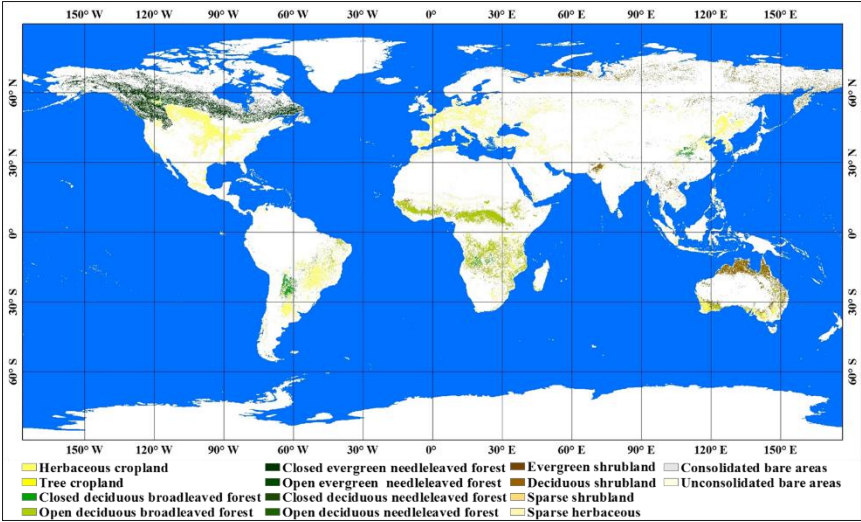 150° W 120° W 90° W 60° W 30° W 0° 30° E 60° E 90° E 120° E 150° E
60° N 60° N
30° N 30° N
0° 0°
30° S 30° S
60° S 60° S
150° W 120° W 90° W 60° W 30° W 0° 30° E 60° E 90° E 120° E 150° E
Herbaceous cropland Closed evergreen needleleaved forest Evergreen shrubland Consolidated bare areas
Tree cropland Open evergreen needleleaved forest Deciduous shrubland Unconsolidated bare areas
Closed deciduous broadleaved forest Closed deciduous needleleaved forest Sparse shrubland
Open deciduous broadleaved forest Open deciduous needleleaved forest Sparse herbaceous